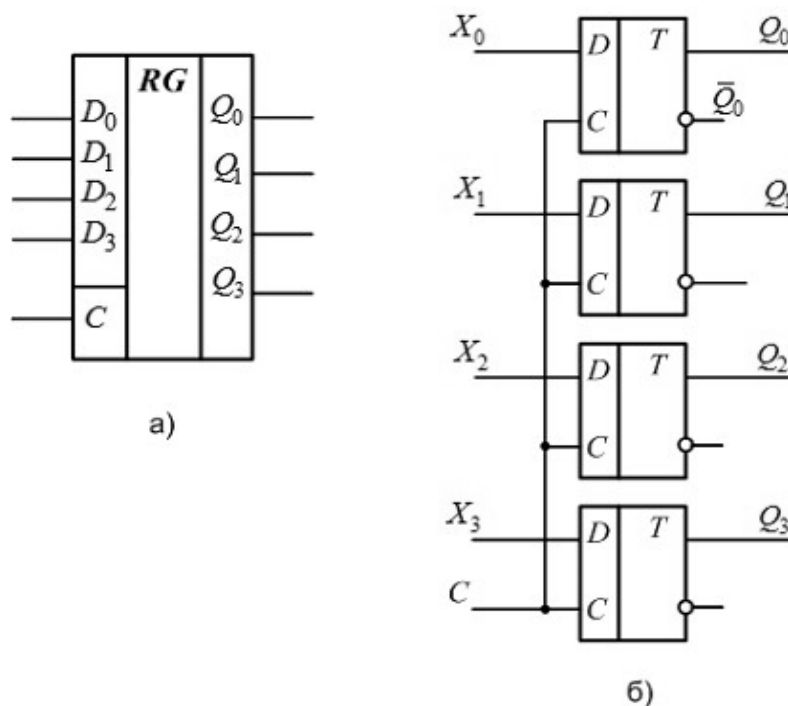 RG
D₀ Q₀
D₁ Q₁
D₂ Q₂
D₃ Q₃
C
а)
X₀ D T Q₀
C Q̄₀
X₁ D T Q₁
C
X₂ D T Q₂
C
X₃ D T Q₃
C C
б)